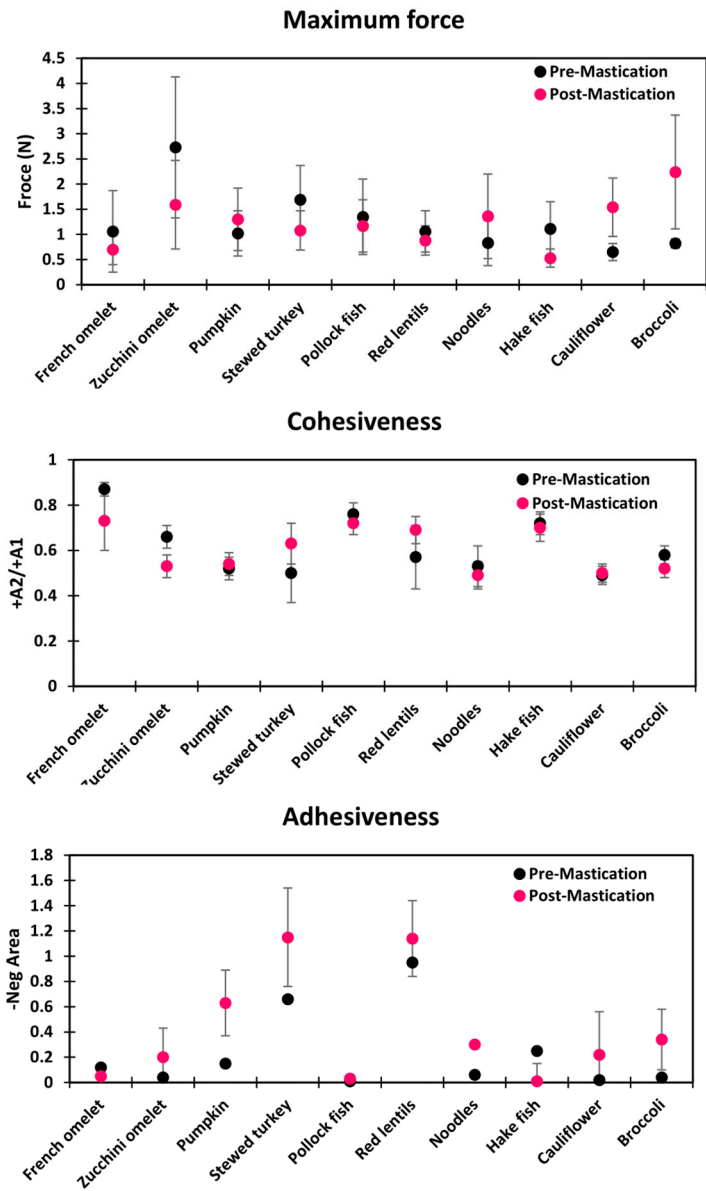 Maximum force
4.5
4
3.5
3
2.5
2
1.5
1
0.5
0
Froce (N)
Pre-Mastication
Post-Mastication
French omelet
Zucchini omelet
Pumpkin
Stewed turkey
Pollock fish
Red lentils
Noodles
Hake fish
Cauliflower
Broccoli
Cohesiveness
1
0.8
0.6
0.4
0.2
0
+A2/+A1
Pre-Mastication
Post-Mastication
French omelet
Zucchini omelet
Pumpkin
Stewed turkey
Pollock fish
Red lentils
Noodles
Hake fish
Cauliflower
Broccoli
Adhesiveness
1.8
1.6
1.4
1.2
1
0.8
0.6
0.4
0.2
0
-Neg Area
Pre-Mastication
Post-Mastication
French omelet
Zucchini omelet
Pumpkin
Stewed turkey
Pollock fish
Red lentils
Noodles
Hake fish
Cauliflower
Broccoli